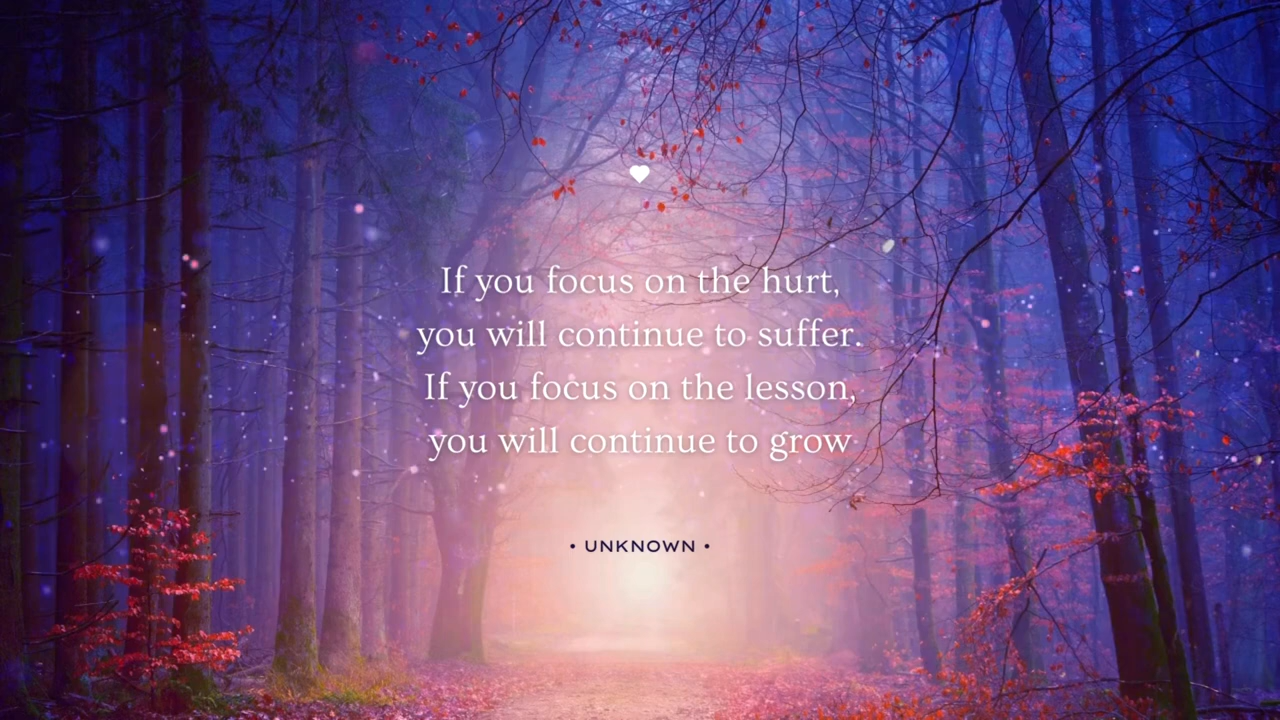 If you focus on the hurt,
you will continue to suffer.
If you focus on the lesson,
you will continue to grow
• UNKNOWN •